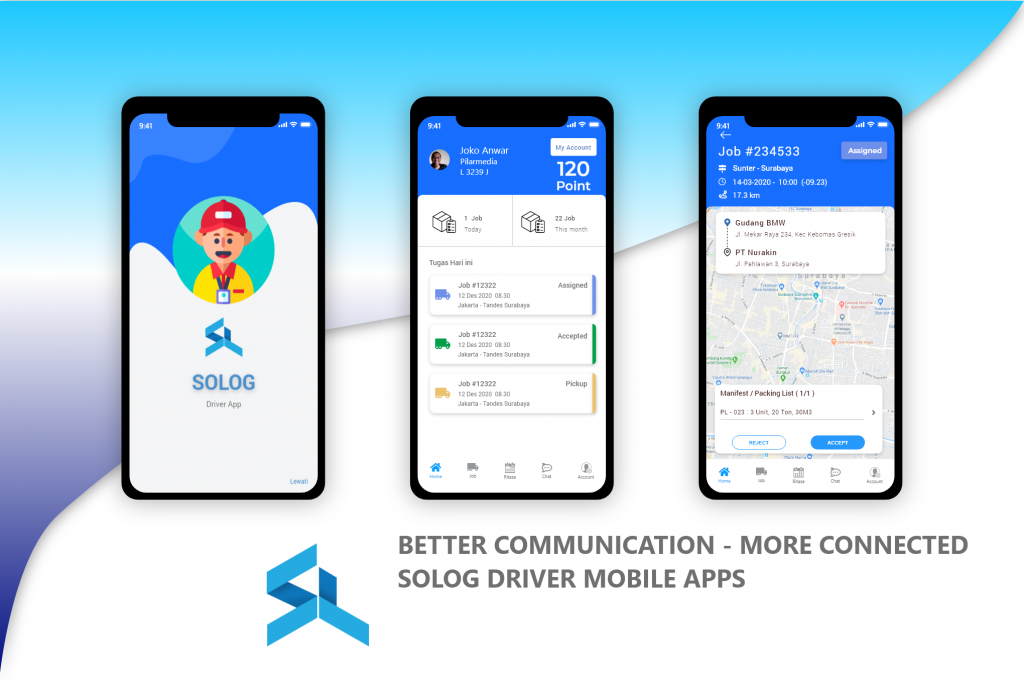 9:41
SOLOG
Driver App
Lewati
9:41
Joko Anwar
Pilarmedia
L 3239 J
My Account
120
Point
1 Job
Today
22 Job
This month
Tugas Hari ini
Job #12322
Assigned
12 Des 2020 08.30
Jakarta - Tandes Surabaya
Job #12322
Accepted
12 Des 2020 08.30
Jakarta - Tandes Surabaya
Job #12322
Pickup
12 Des 2020 08.30
Jakarta - Tandes Surabaya
Home
Job
Ritase
Chat
Account
9:41
Job #234533
Assigned
Sunter - Surabaya
14-03-2020 - 10:00 (-09.23)
17.3 km
Gudang BMW
Jl. Mekar Raya 234, Kec Kebomas Gresik
PT Nurakin
Jl. Pahlawan 3, Surabaya
Surabaya
Manifest / Packing List ( 1/1 )
PL - 023 : 3 Unit, 20 Ton, 30M3
REJECT
ACCEPT
Home
Job
Ritase
Chat
Account
BETTER COMMUNICATION - MORE CONNECTED
SOLOG DRIVER MOBILE APPS